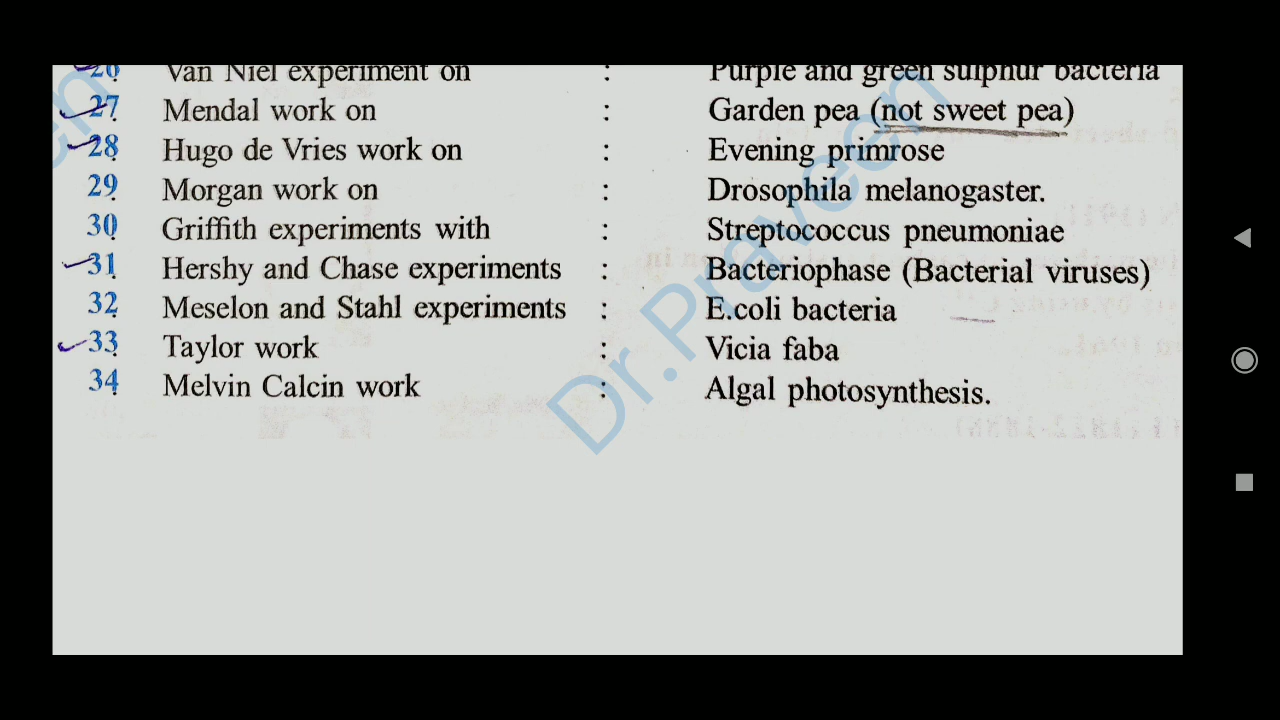 26. Van Niel experiment on : Purple and green sulphur bacteria
27. Mendal work on : Garden pea (not sweet pea)
28. Hugo de Vries work on : Evening primrose
29. Morgan work on : Drosophila melanogaster.
30. Griffith experiments with : Streptococcus pneumoniae
31. Hershy and Chase experiments : Bacteriophase (Bacterial viruses)
32. Meselon and Stahl experiments : E.coli bacteria
33. Taylor work : Vicia faba
34. Melvin Calcin work : Algal photosynthesis.
Dr.Praveen